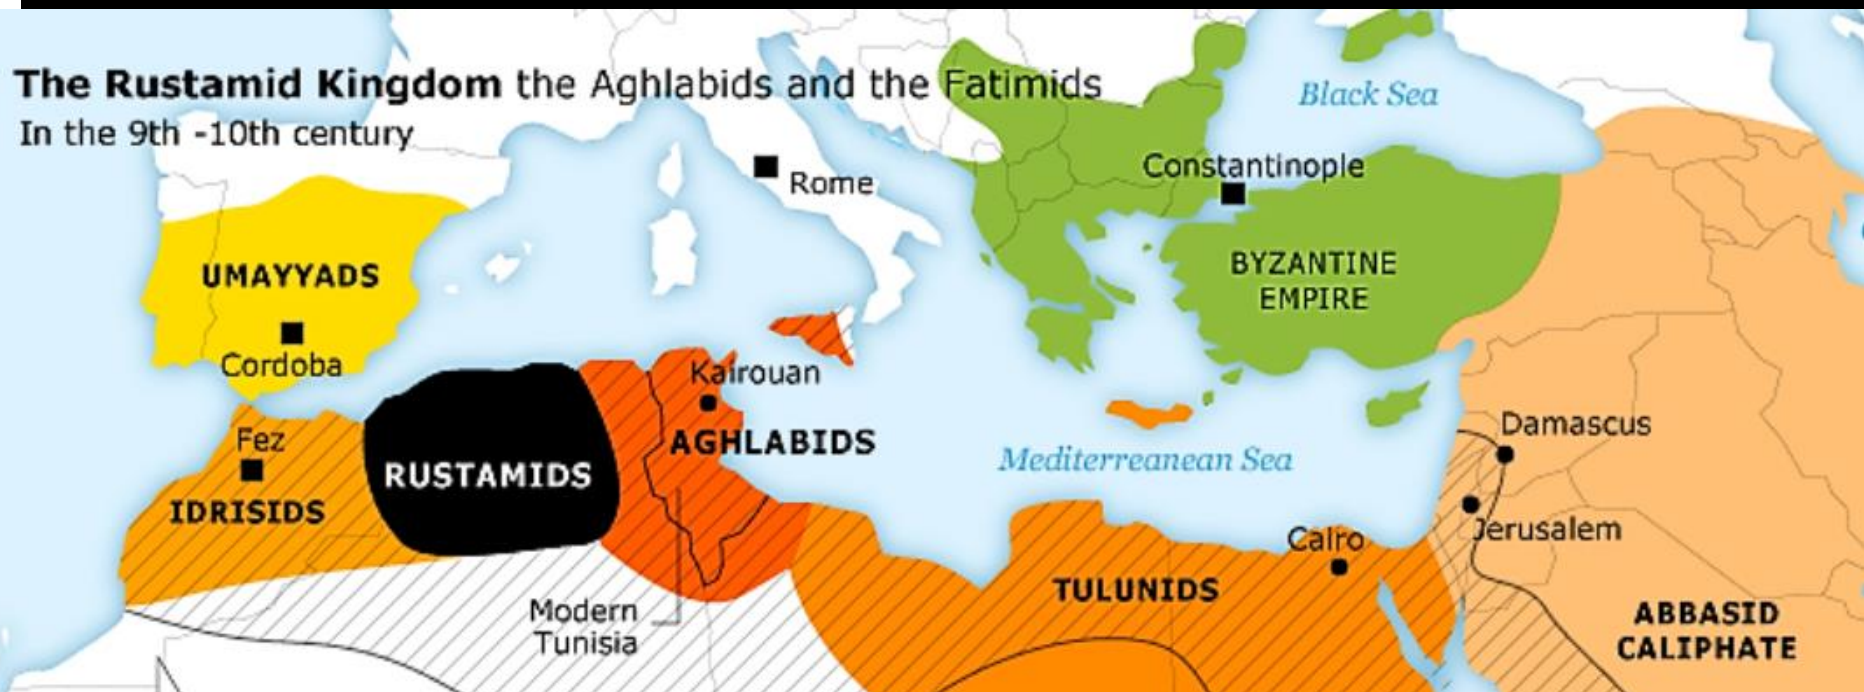 The Rustamid Kingdom the Aghlabids and the Fatimids
In the 9th -10th century
Black Sea
Constantinople
Rome
UMAYYADS
BYZANTINE
EMPIRE
Cordoba
Kairouan
Fez
RUSTAMIDS
AGHLABIDS
Mediterreanean Sea
Damascus
IDRISIDS
Jerusalem
Calro
TULUNIDS
Modern
Tunisia
ABBASID
CALIPHATE